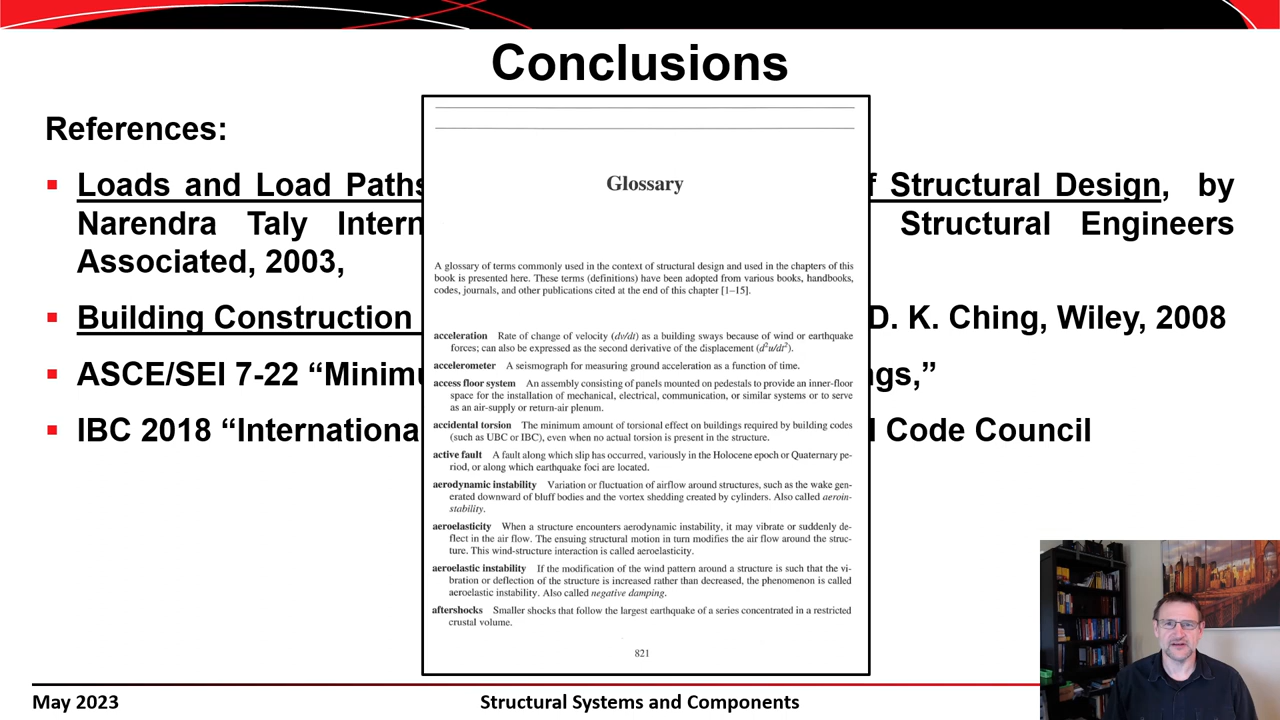 Conclusions
References:
Loads and Load Paths
f Structural Design, by
Narendra Taly Intern
Structural Engineers
Associated, 2003,
Building Construction
D. K. Ching, Wiley, 2008
ASCE/SEI 7-22 “Minimu
ngs,”
IBC 2018 “Internationa
l Code Council
Glossary
A glossary of terms commonly used in the context of structural design and used in the chapters of this
book is presented here. These terms (definitions) have been adopted from various books, handbooks,
codes, journals, and other publications cited at the end of this chapter [1–15].
acceleration Rate of change of velocity (dv/dt) as a building sways because of wind or earthquake
forces; can also be expressed as the second derivative of the displacement (d²u/dt²).
accelerometer A seismograph for measuring ground acceleration as a function of time.
access floor system An assembly consisting of panels mounted on pedestals to provide an inner-floor
space for the installation of mechanical, electrical, communication, or similar systems or to serve
as an air-supply or return-air plenum.
accidental torsion The minimum amount of torsional effect on buildings required by building codes
(such as UBC or IBC), even when no actual torsion is present in the structure.
active fault A fault along which slip has occurred, variously in the Holocene epoch or Quaternary pe-
riod, or along which earthquake foci are located.
aerodynamic instability Variation or fluctuation of airflow around structures, such as the wake gen-
erated downward of bluff bodies and the vortex shedding created by cylinders. Also called aeroin-
stability.
aeroelasticity When a structure encounters aerodynamic instability, it may vibrate or suddenly de-
flect in the air flow. The ensuing structural motion in turn modifies the air flow around the struc-
ture. This wind-structure interaction is called aeroelasticity.
aeroelastic instability If the modification of the wind pattern around a structure is such that the vi-
bration or deflection of the structure is increased rather than decreased, the phenomenon is called
aeroelastic instability. Also called negative damping.
aftershocks Smaller shocks that follow the largest earthquake of a series concentrated in a restricted
crustal volume.
821
May 2023
Structural Systems and Components